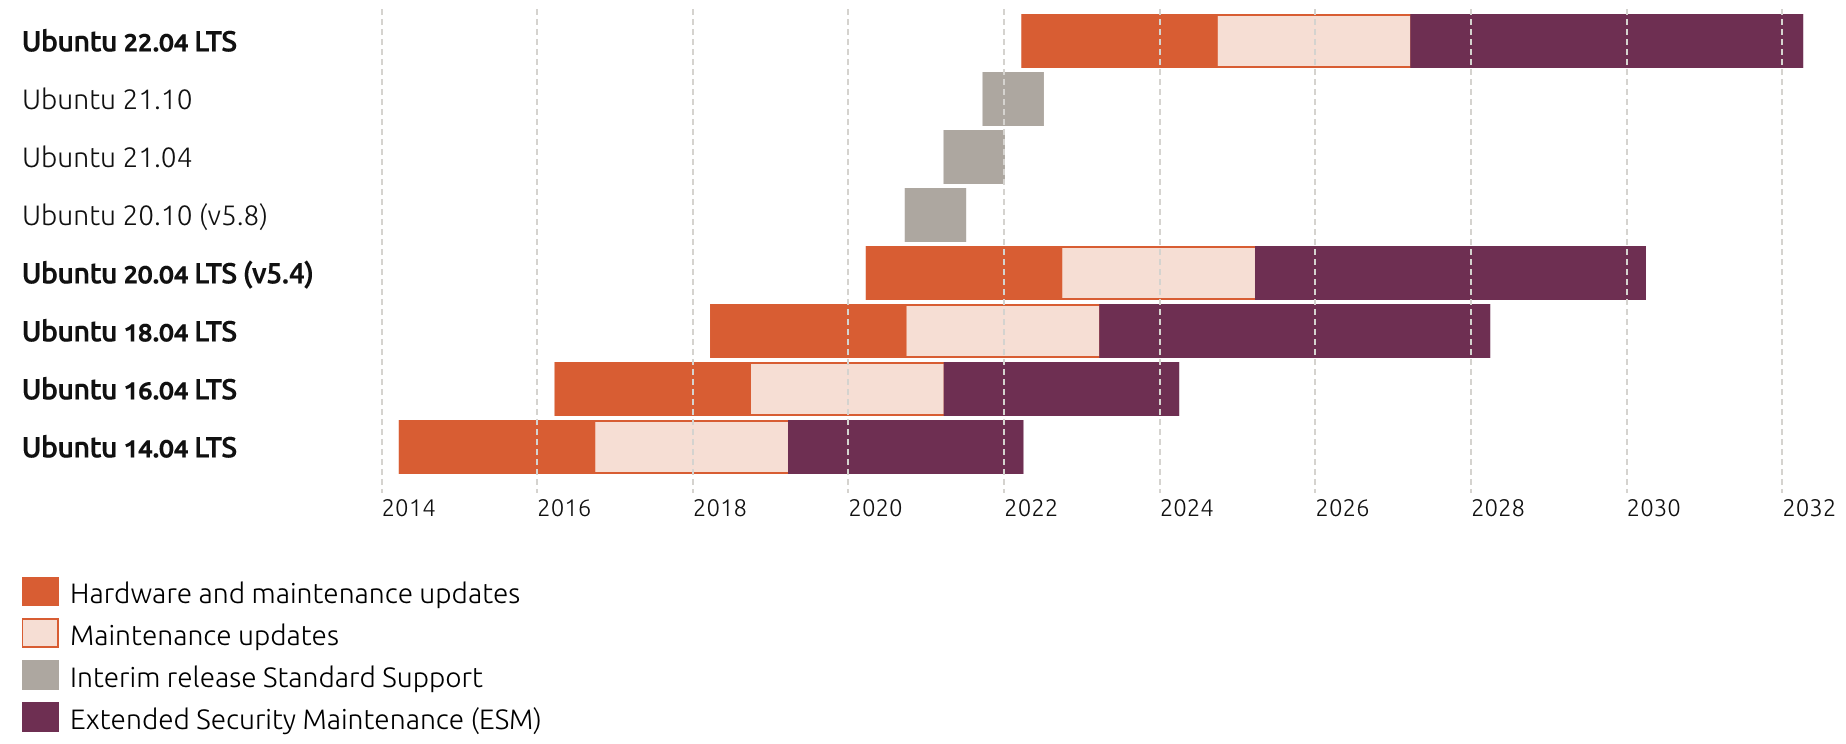 Ubuntu 22.04 LTS
Ubuntu 21.10
Ubuntu 21.04
Ubuntu 20.10 (v5.8)
Ubuntu 20.04 LTS (v5.4)
Ubuntu 18.04 LTS
Ubuntu 16.04 LTS
Ubuntu 14.04 LTS
2014 2016 2018 2020 2022 2024 2026 2028 2030 2032
Hardware and maintenance updates
Maintenance updates
Interim release Standard Support
Extended Security Maintenance (ESM)